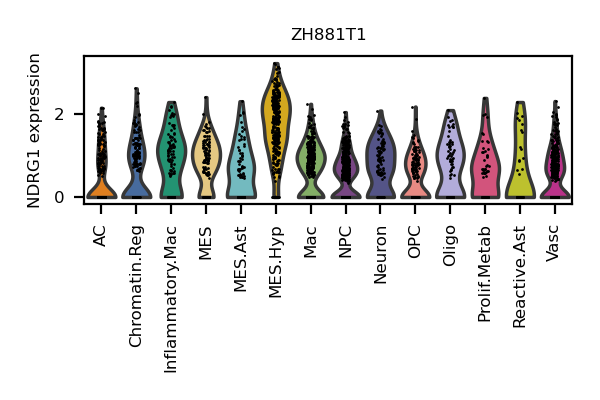 ZH881T1
NDRG1 expression
2
0
AC
Chromatin.Reg
Inflammatory.Mac
MES
MES.Ast
MES.Hyp
Mac
NPC
Neuron
OPC
Oligo
Prolif.Metab
Reactive.Ast
Vasc